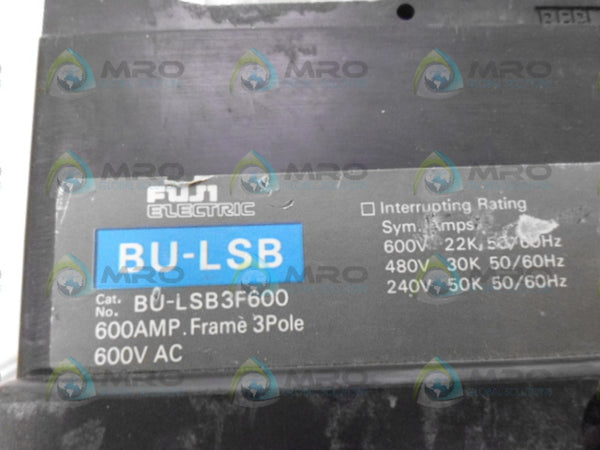 FUJI
ELECTRIC
BU-LSB
Cat. No. BU-LSB3F600
600AMP. Frame 3Pole
600V AC
Interrupting Rating
Sym. Amps
600V 22K 50/60Hz
480V 30K 50/60Hz
240V 50K 50/60Hz
MRO